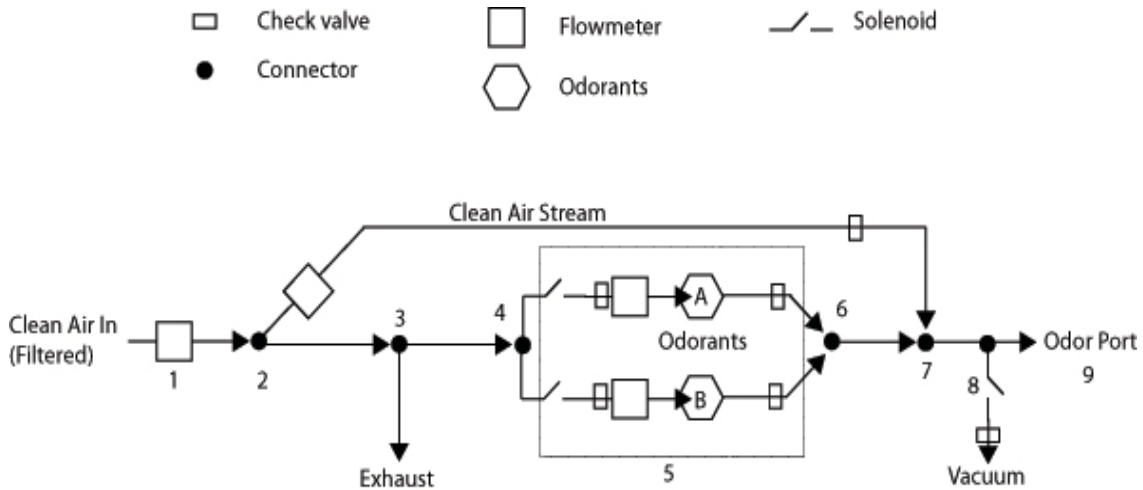 Check valve
Flowmeter
Solenoid
Connector
Odorants
Clean Air Stream
Clean Air In
(Filtered)
1
2
3
4
A
Odorants
B
5
6
7
8
Odor Port
9
Exhaust
Vacuum